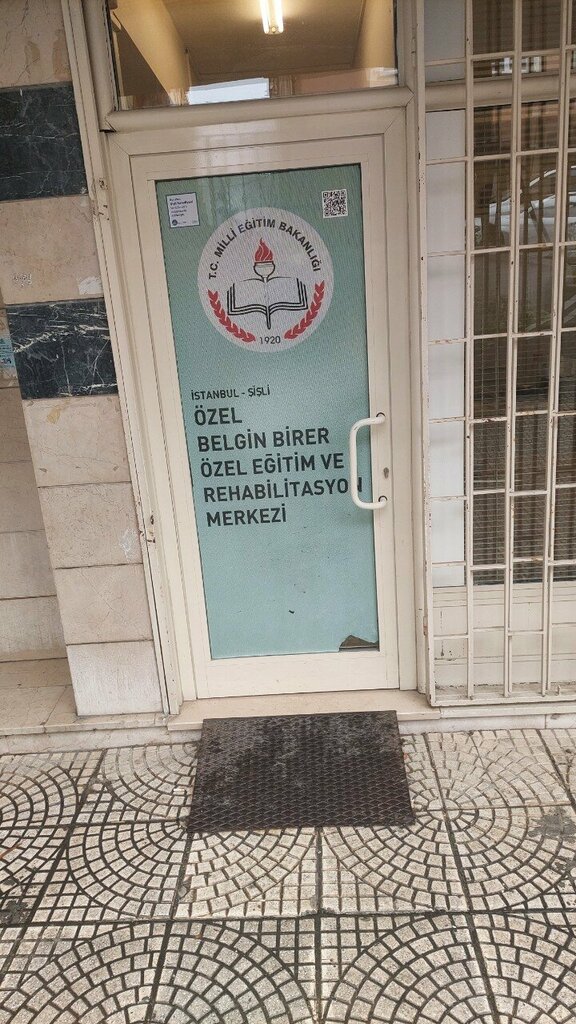 T.C. MİLLİ EĞİTİM BAKANLIĞI
1920
İSTANBUL - ŞİŞLİ
ÖZEL
BELGİN BİRER
ÖZEL EĞİTİM VE
REHABİLİTASYON
MERKEZİ